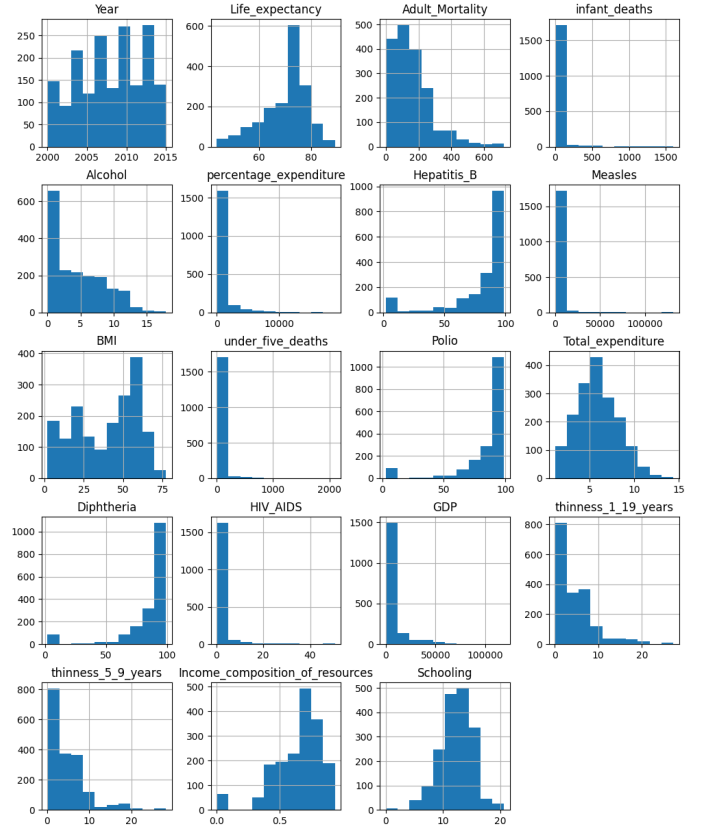 Year
250
200
150
100
50
0
2000 2005 2010 2015
Life_expectancy
600
400
200
0
60 80
Adult_Mortality
500
400
300
200
100
0
0 200 400 600
infant_deaths
1500
1000
500
0
0 500 1000 1500
Alcohol
600
400
200
0
0 5 10 15
percentage_expenditure
1500
1000
500
0
0 10000
Hepatitis_B
1000
800
600
400
200
0
0 50 100
Measles
1500
1000
500
0
0 50000 100000
BMI
400
300
200
100
0
0 25 50 75
under_five_deaths
1500
1000
500
0
0 1000 2000
Polio
1000
800
600
400
200
0
0 50 100
Total_expenditure
400
300
200
100
0
5 10 15
Diphtheria
1000
800
600
400
200
0
0 50 100
HIV_AIDS
1500
1000
500
0
0 20 40
GDP
1500
1000
500
0
0 50000 100000
thinness_1_19_years
800
600
400
200
0
0 10 20
thinness_5_9_years
800
600
400
200
0
0 10 20
Income_composition_of_resources
500
400
300
200
100
0
0.0 0.5
Schooling
500
400
300
200
100
0
0 10 20